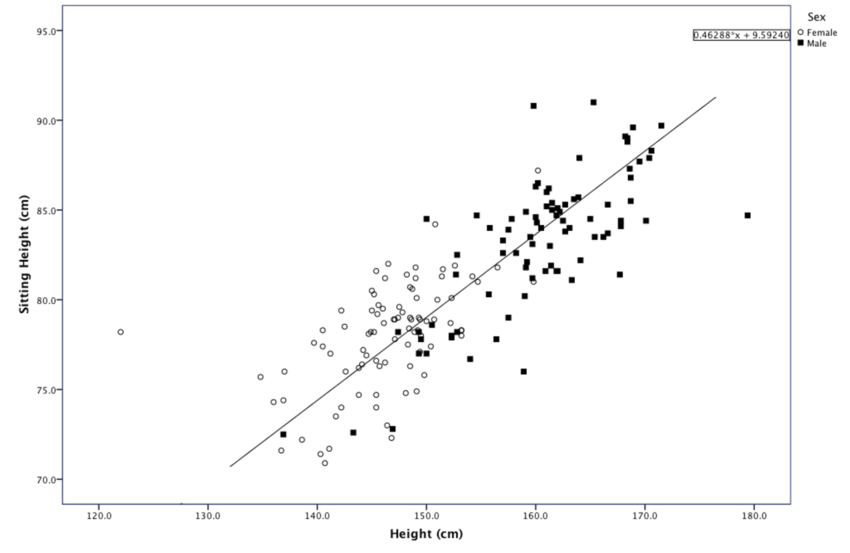 Sex
Female
Male
0.46288*x + 9.59240
95.0
90.0
85.0
80.0
75.0
70.0
Sitting Height (cm)
120.0 130.0 140.0 150.0 160.0 170.0 180.0
Height (cm)